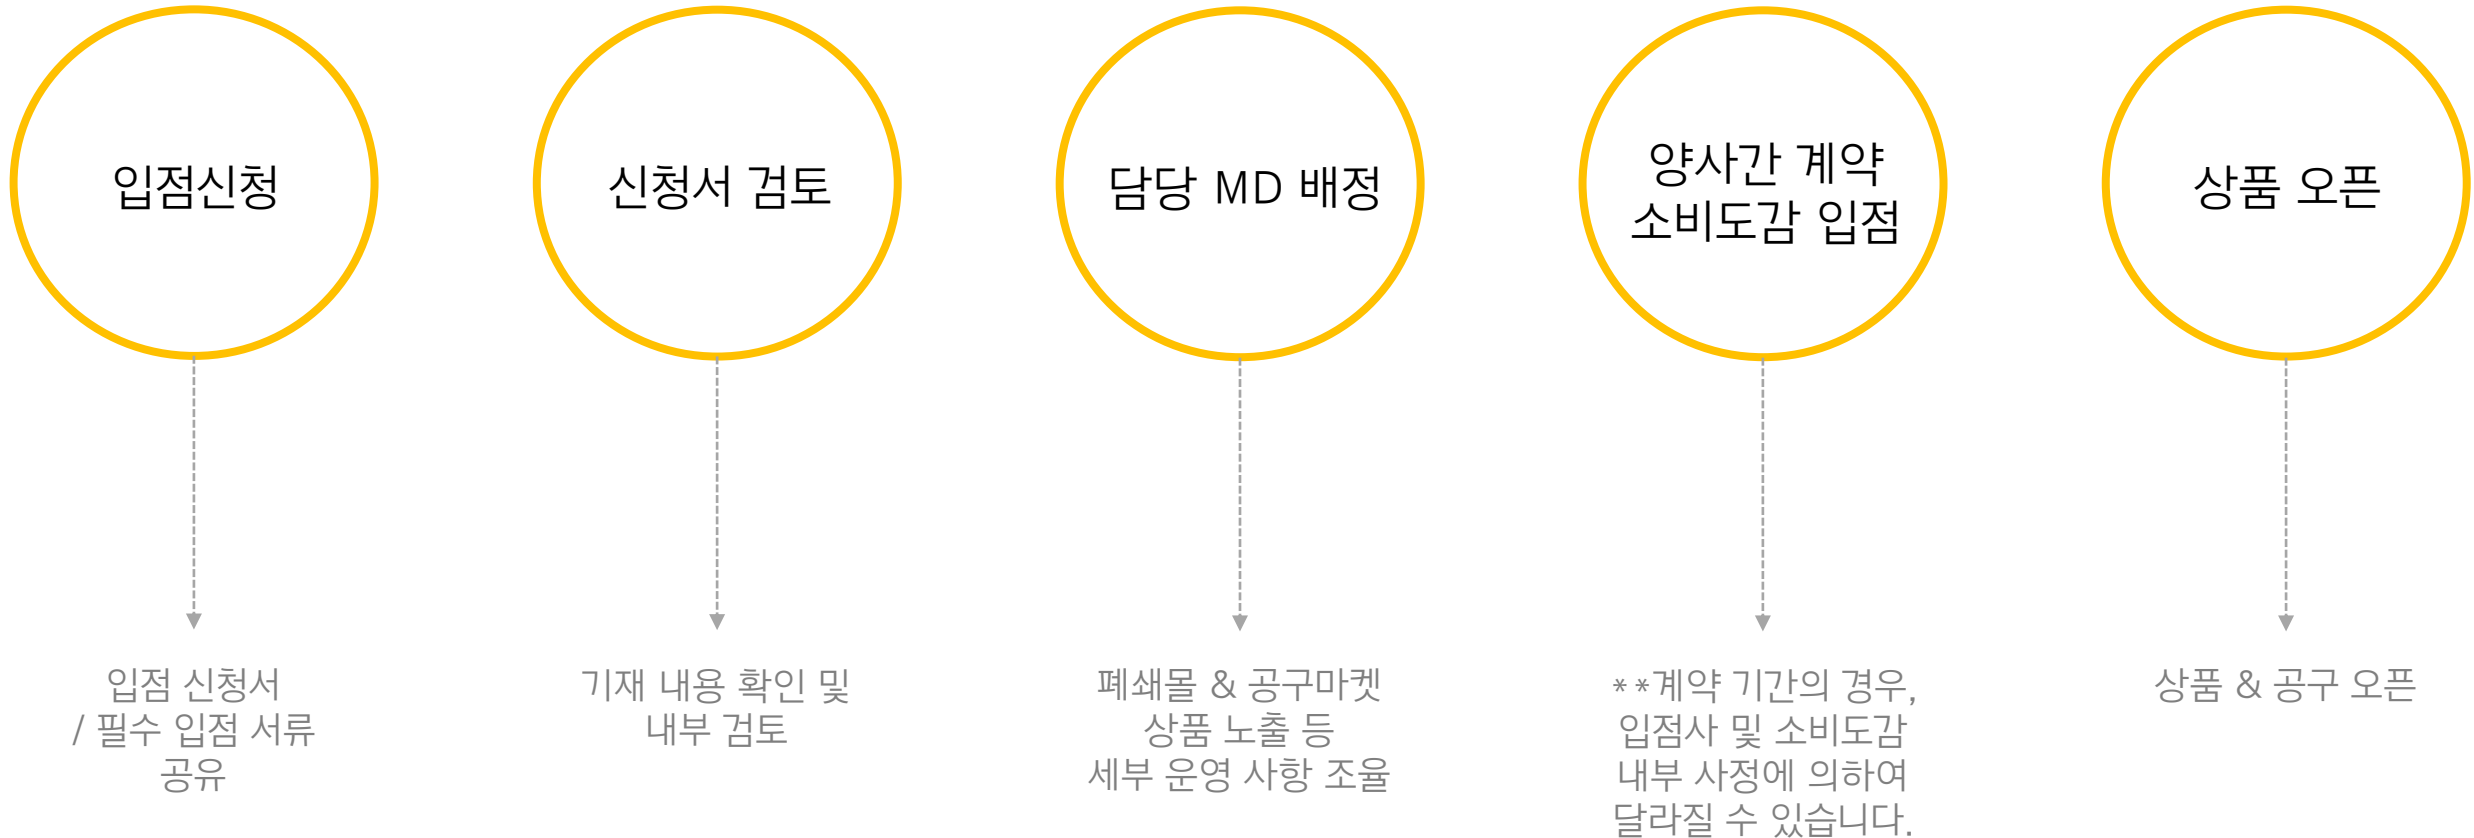 입점신청
신청서 검토
담당 MD 배정
양사간 계약
소비도감 입점
상품 오픈
입점 신청서
/ 필수 입점 서류
공유
기재 내용 확인 및
내부 검토
폐쇄몰 & 공구마켓
상품 노출 등
세부 운영 사항 조율
**계약 기간의 경우,
입점사 및 소비도감
내부 사정에 의하여
달라질 수 있습니다.
상품 & 공구 오픈